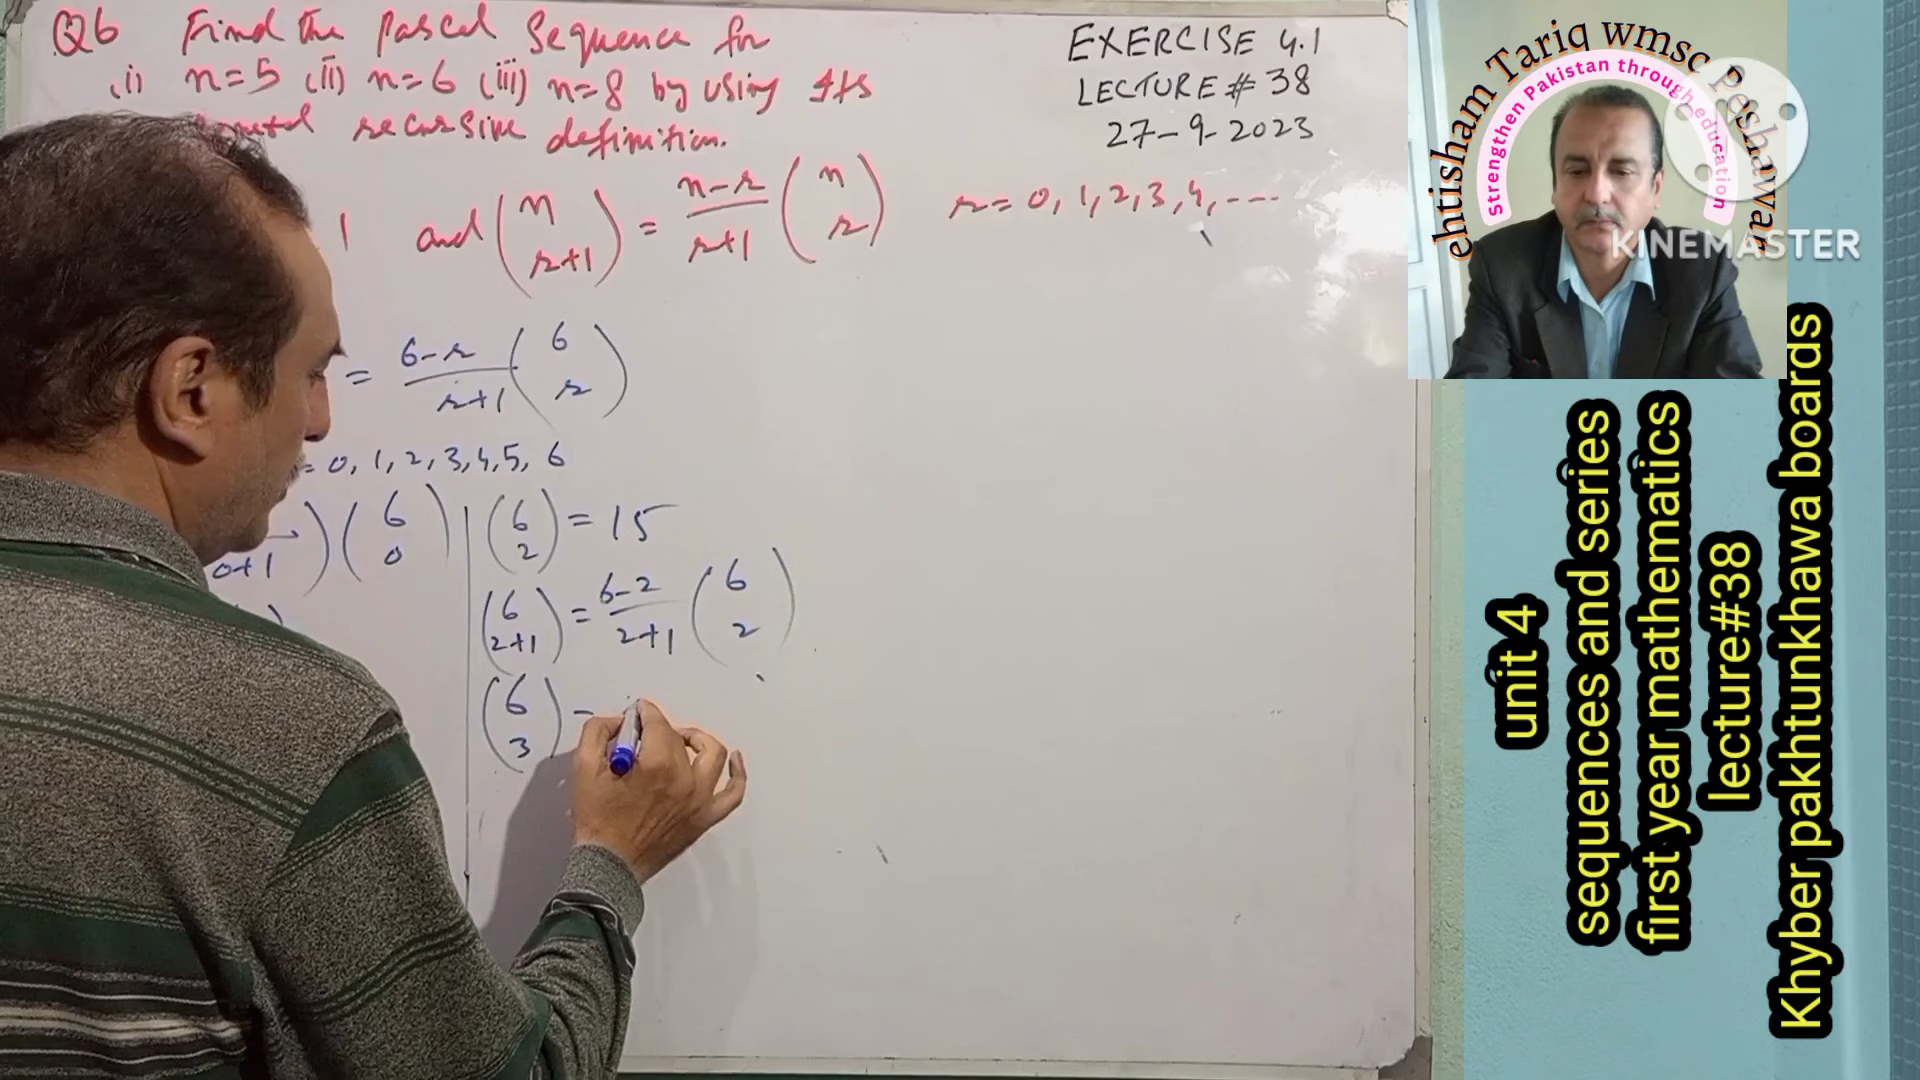 Q6 Find the Pascal Sequence for
(i) n=5 (ii) n=6 (iii) n=8 by using its
recursive definition.
EXERCISE 4.1
LECTURE # 38
27-9-2023
1 and (n r+1) = n-r/r+1 (n r) r = 0, 1, 2, 3, 4, ----
= 6-r/r+1 (6 r)
= 0, 1, 2, 3, 4, 5, 6
0+1 ) (6 0)
(6 2) = 15
(6 2+1) = 6-2/2+1 (6 2)
(6 3) =
ehtisham Tariq wmsc Peshawar
Strengthen Pakistan through education
KINEMASTER
unit 4
sequences and series
first year mathematics
lecture#38
Khyber pakhtunkhawa boards